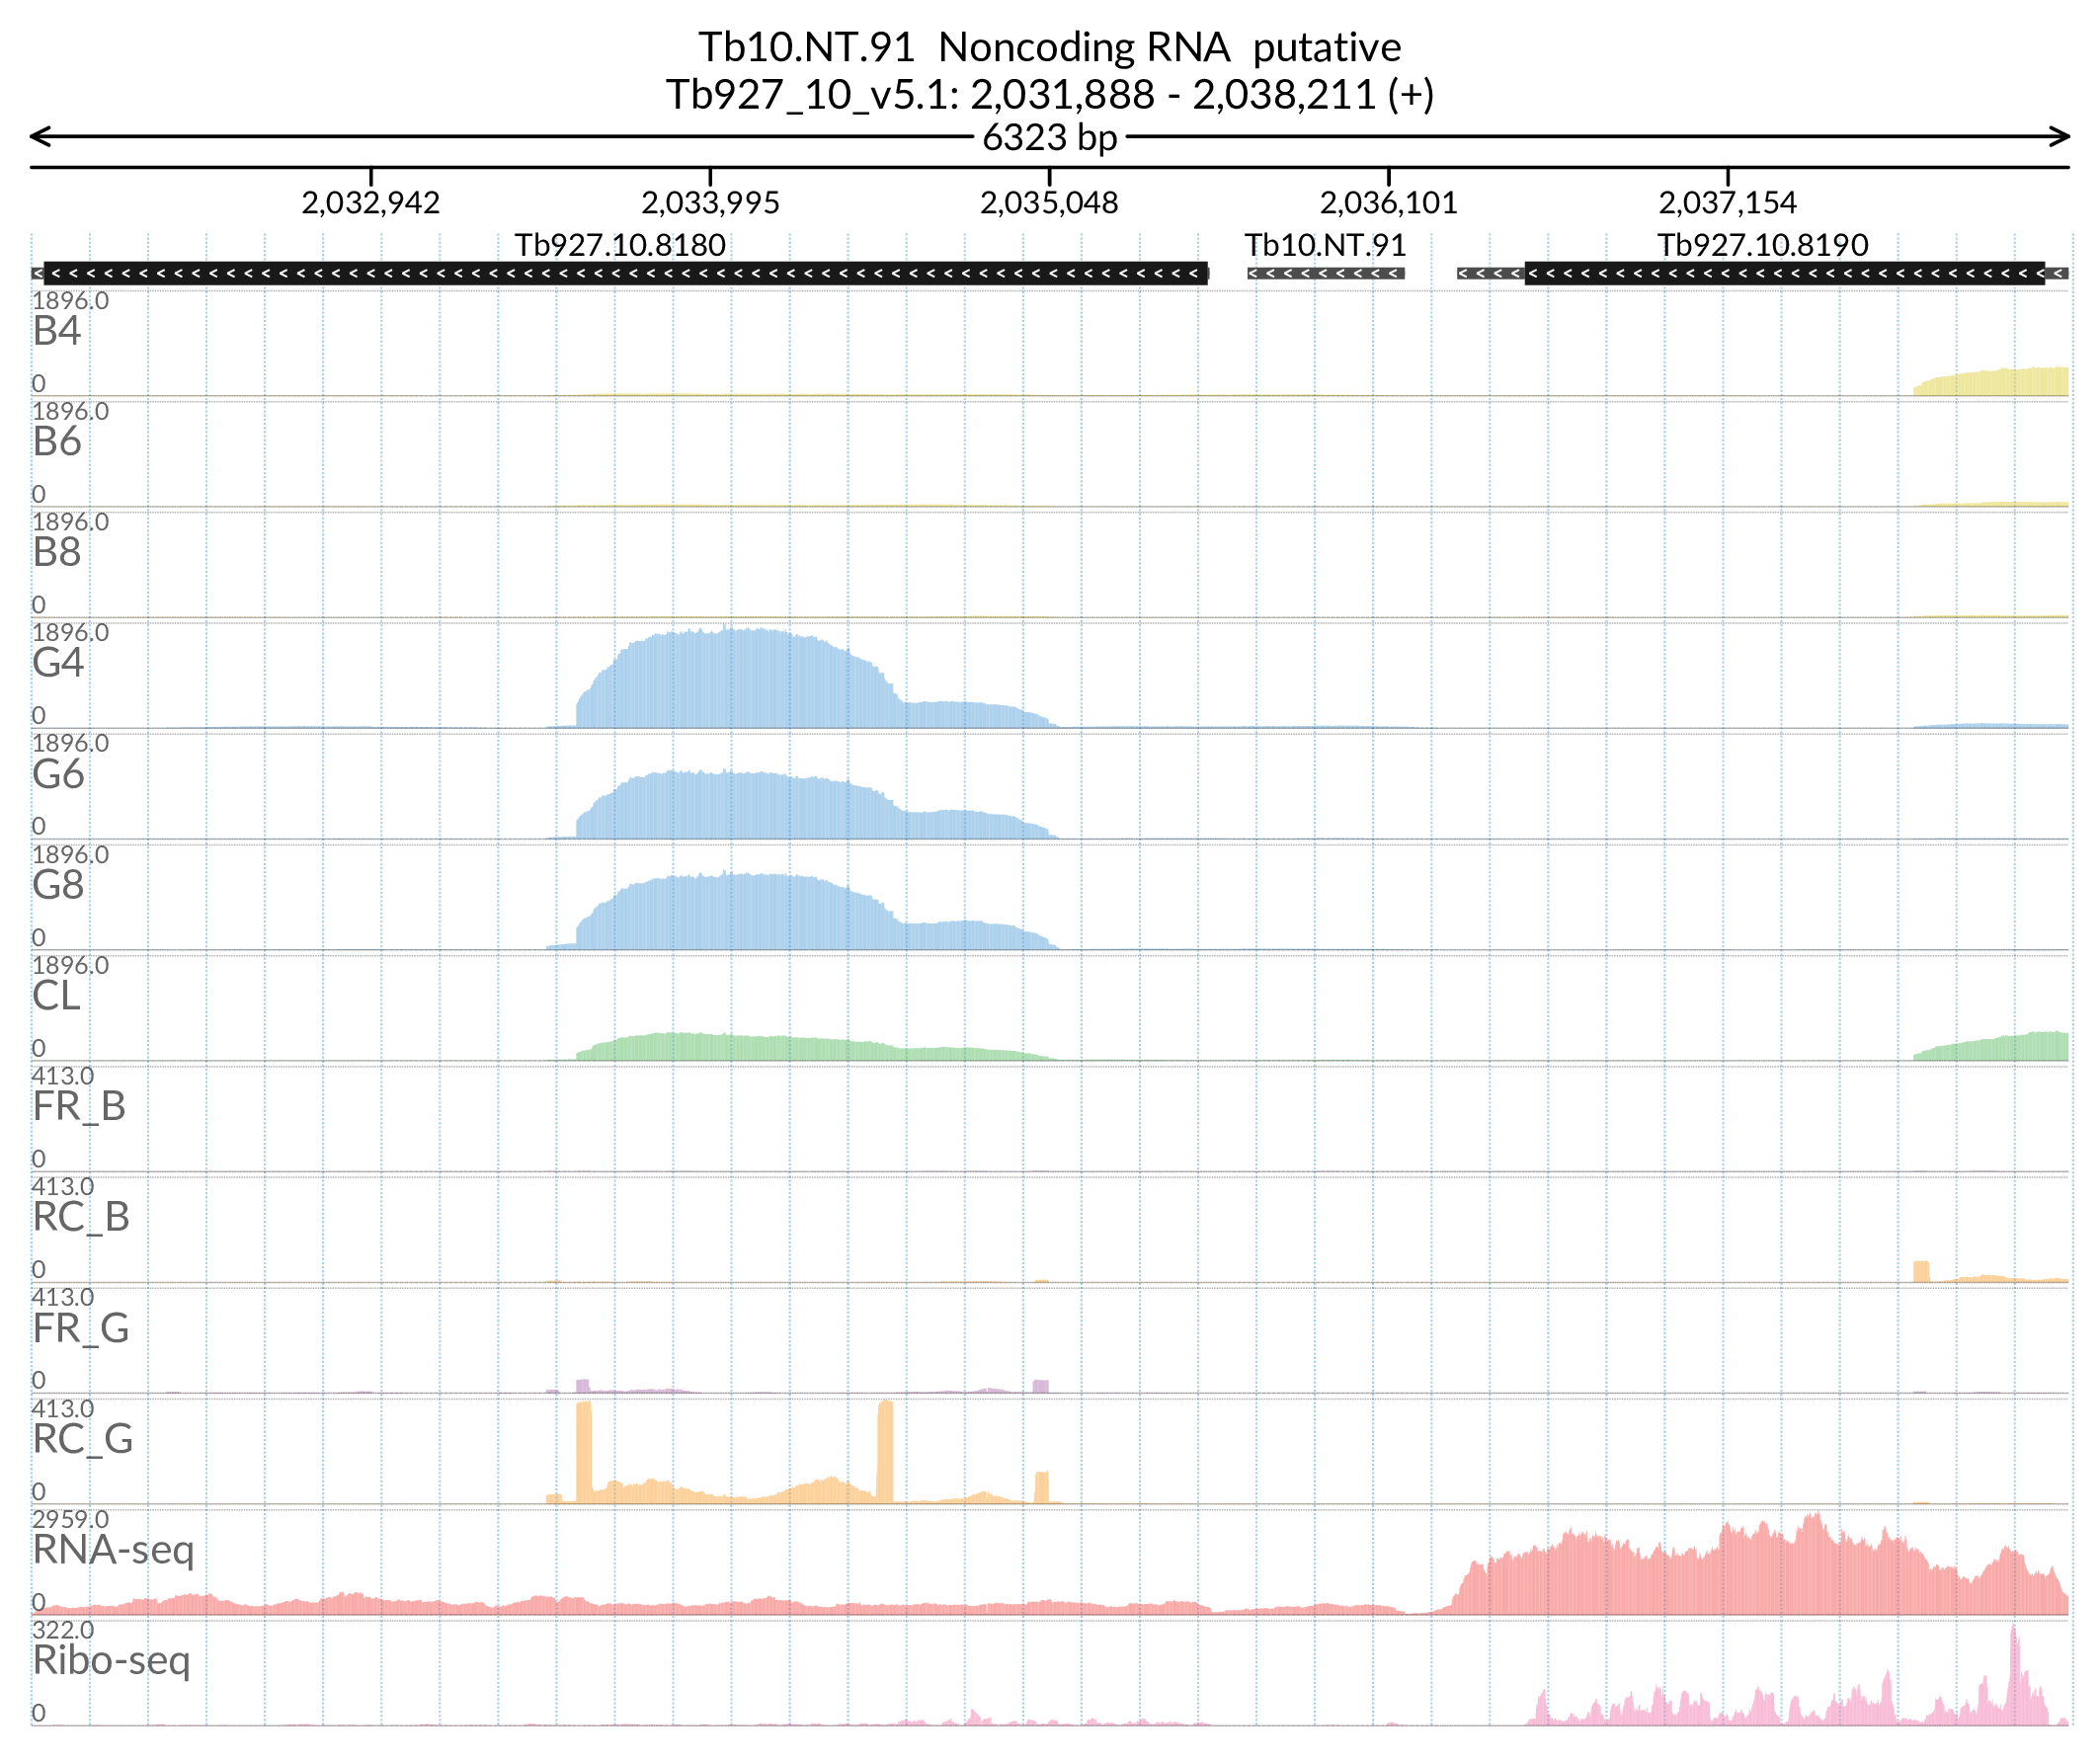 Tb10.NT.91 Noncoding RNA putative
Tb927_10_v5.1: 2,031,888 - 2,038,211 (+)
6323 bp
2,032,942 2,033,995 2,035,048 2,036,101 2,037,154
Tb927.10.8180 Tb10.NT.91 Tb927.10.8190
1896.0
B4
0
1896.0
B6
0
1896.0
B8
0
1896.0
G4
0
1896.0
G6
0
1896.0
G8
0
1896.0
CL
0
413.0
FR_B
0
413.0
RC_B
0
413.0
FR_G
0
413.0
RC_G
0
2959.0
RNA-seq
0
322.0
Ribo-seq
0